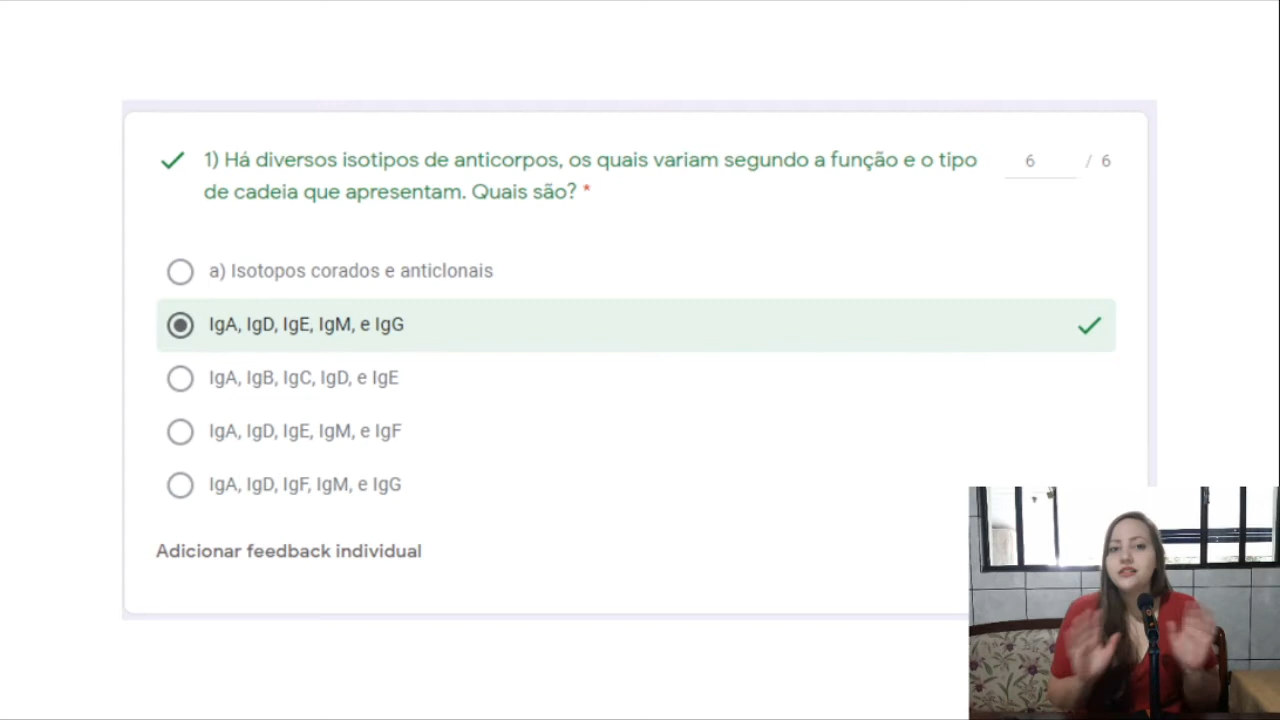 1) Há diversos isotipos de anticorpos, os quais variam segundo a função e o tipo
de cadeia que apresentam. Quais são? *
6 / 6
a) Isotopos corados e anticlonais
IgA, IgD, IgE, IgM, e IgG
IgA, IgB, IgC, IgD, e IgE
IgA, IgD, IgE, IgM, e IgF
IgA, IgD, IgF, IgM, e IgG
Adicionar feedback individual